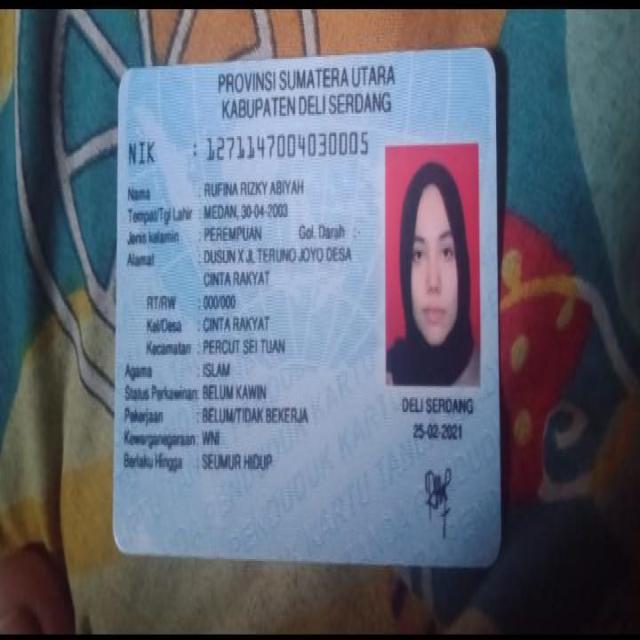 PROVINSI SUMATERA UTARA
KABUPATEN DELI SERDANG
NIK : 1271147004030005
Nama : RUFINA RIZKY ABIYAH
Tempat/Tgl Lahir : MEDAN, 30-04-2003
Jenis kelamin : PEREMPUAN Gol. Darah : -
Alamat : DUSUN X JL TERUNO JOYO DESA
CINTA RAKYAT
RT/RW : 000/000
Kel/Desa : CINTA RAKYAT
Kecamatan : PERCUT SEI TUAN
Agama : ISLAM
Status Perkawinan: BELUM KAWIN
Pekerjaan : BELUM/TIDAK BEKERJA
Kewarganegaraan: WNI
Berlaku Hingga : SEUMUR HIDUP
DELI SERDANG
25-02-2021